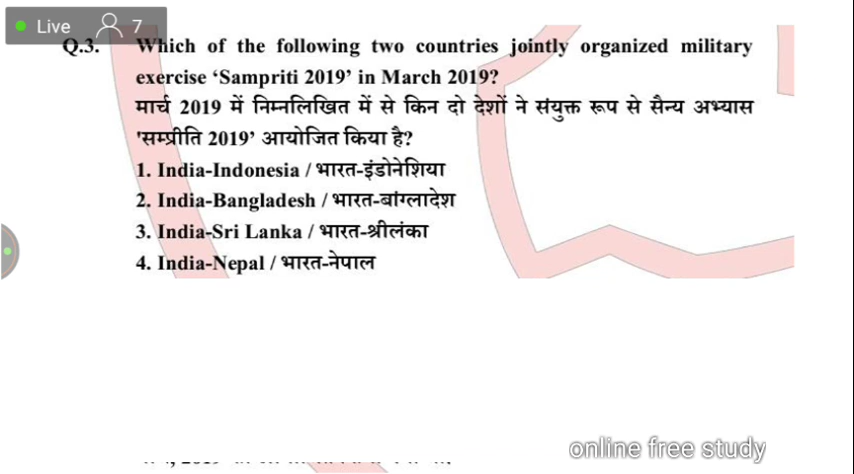 Live 7
Q.3. Which of the following two countries jointly organized military
exercise ‘Sampriti 2019’ in March 2019?
मार्च 2019 में निम्नलिखित में से किन दो देशों ने संयुक्त रूप से सैन्य अभ्यास
'सम्प्रीति 2019’ आयोजित किया है?
1. India-Indonesia / भारत-इंडोनेशिया
2. India-Bangladesh / भारत-बांग्लादेश
3. India-Sri Lanka / भारत-श्रीलंका
4. India-Nepal / भारत-नेपाल
online free study